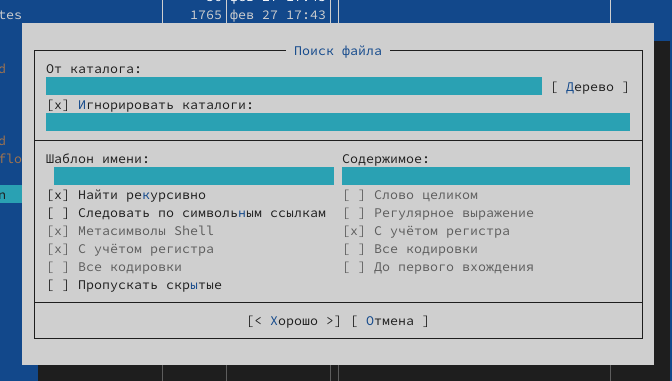 tes
1765 фев 27 17:43
Поиск файла
От каталога:
[ Дерево ]
[x] Игнорировать каталоги:
Шаблон имени:
Содержимое:
[x] Найти рекурсивно
[ ] Слово целиком
[ ] Следовать по символьным ссылкам
[ ] Регулярное выражение
[x] Метасимволы Shell
[x] С учётом регистра
[x] С учётом регистра
[ ] Все кодировки
[ ] Все кодировки
[ ] До первого вхождения
[ ] Пропускать скрытые
[< Хорошо >] [ Отмена ]
d
d
flo
n